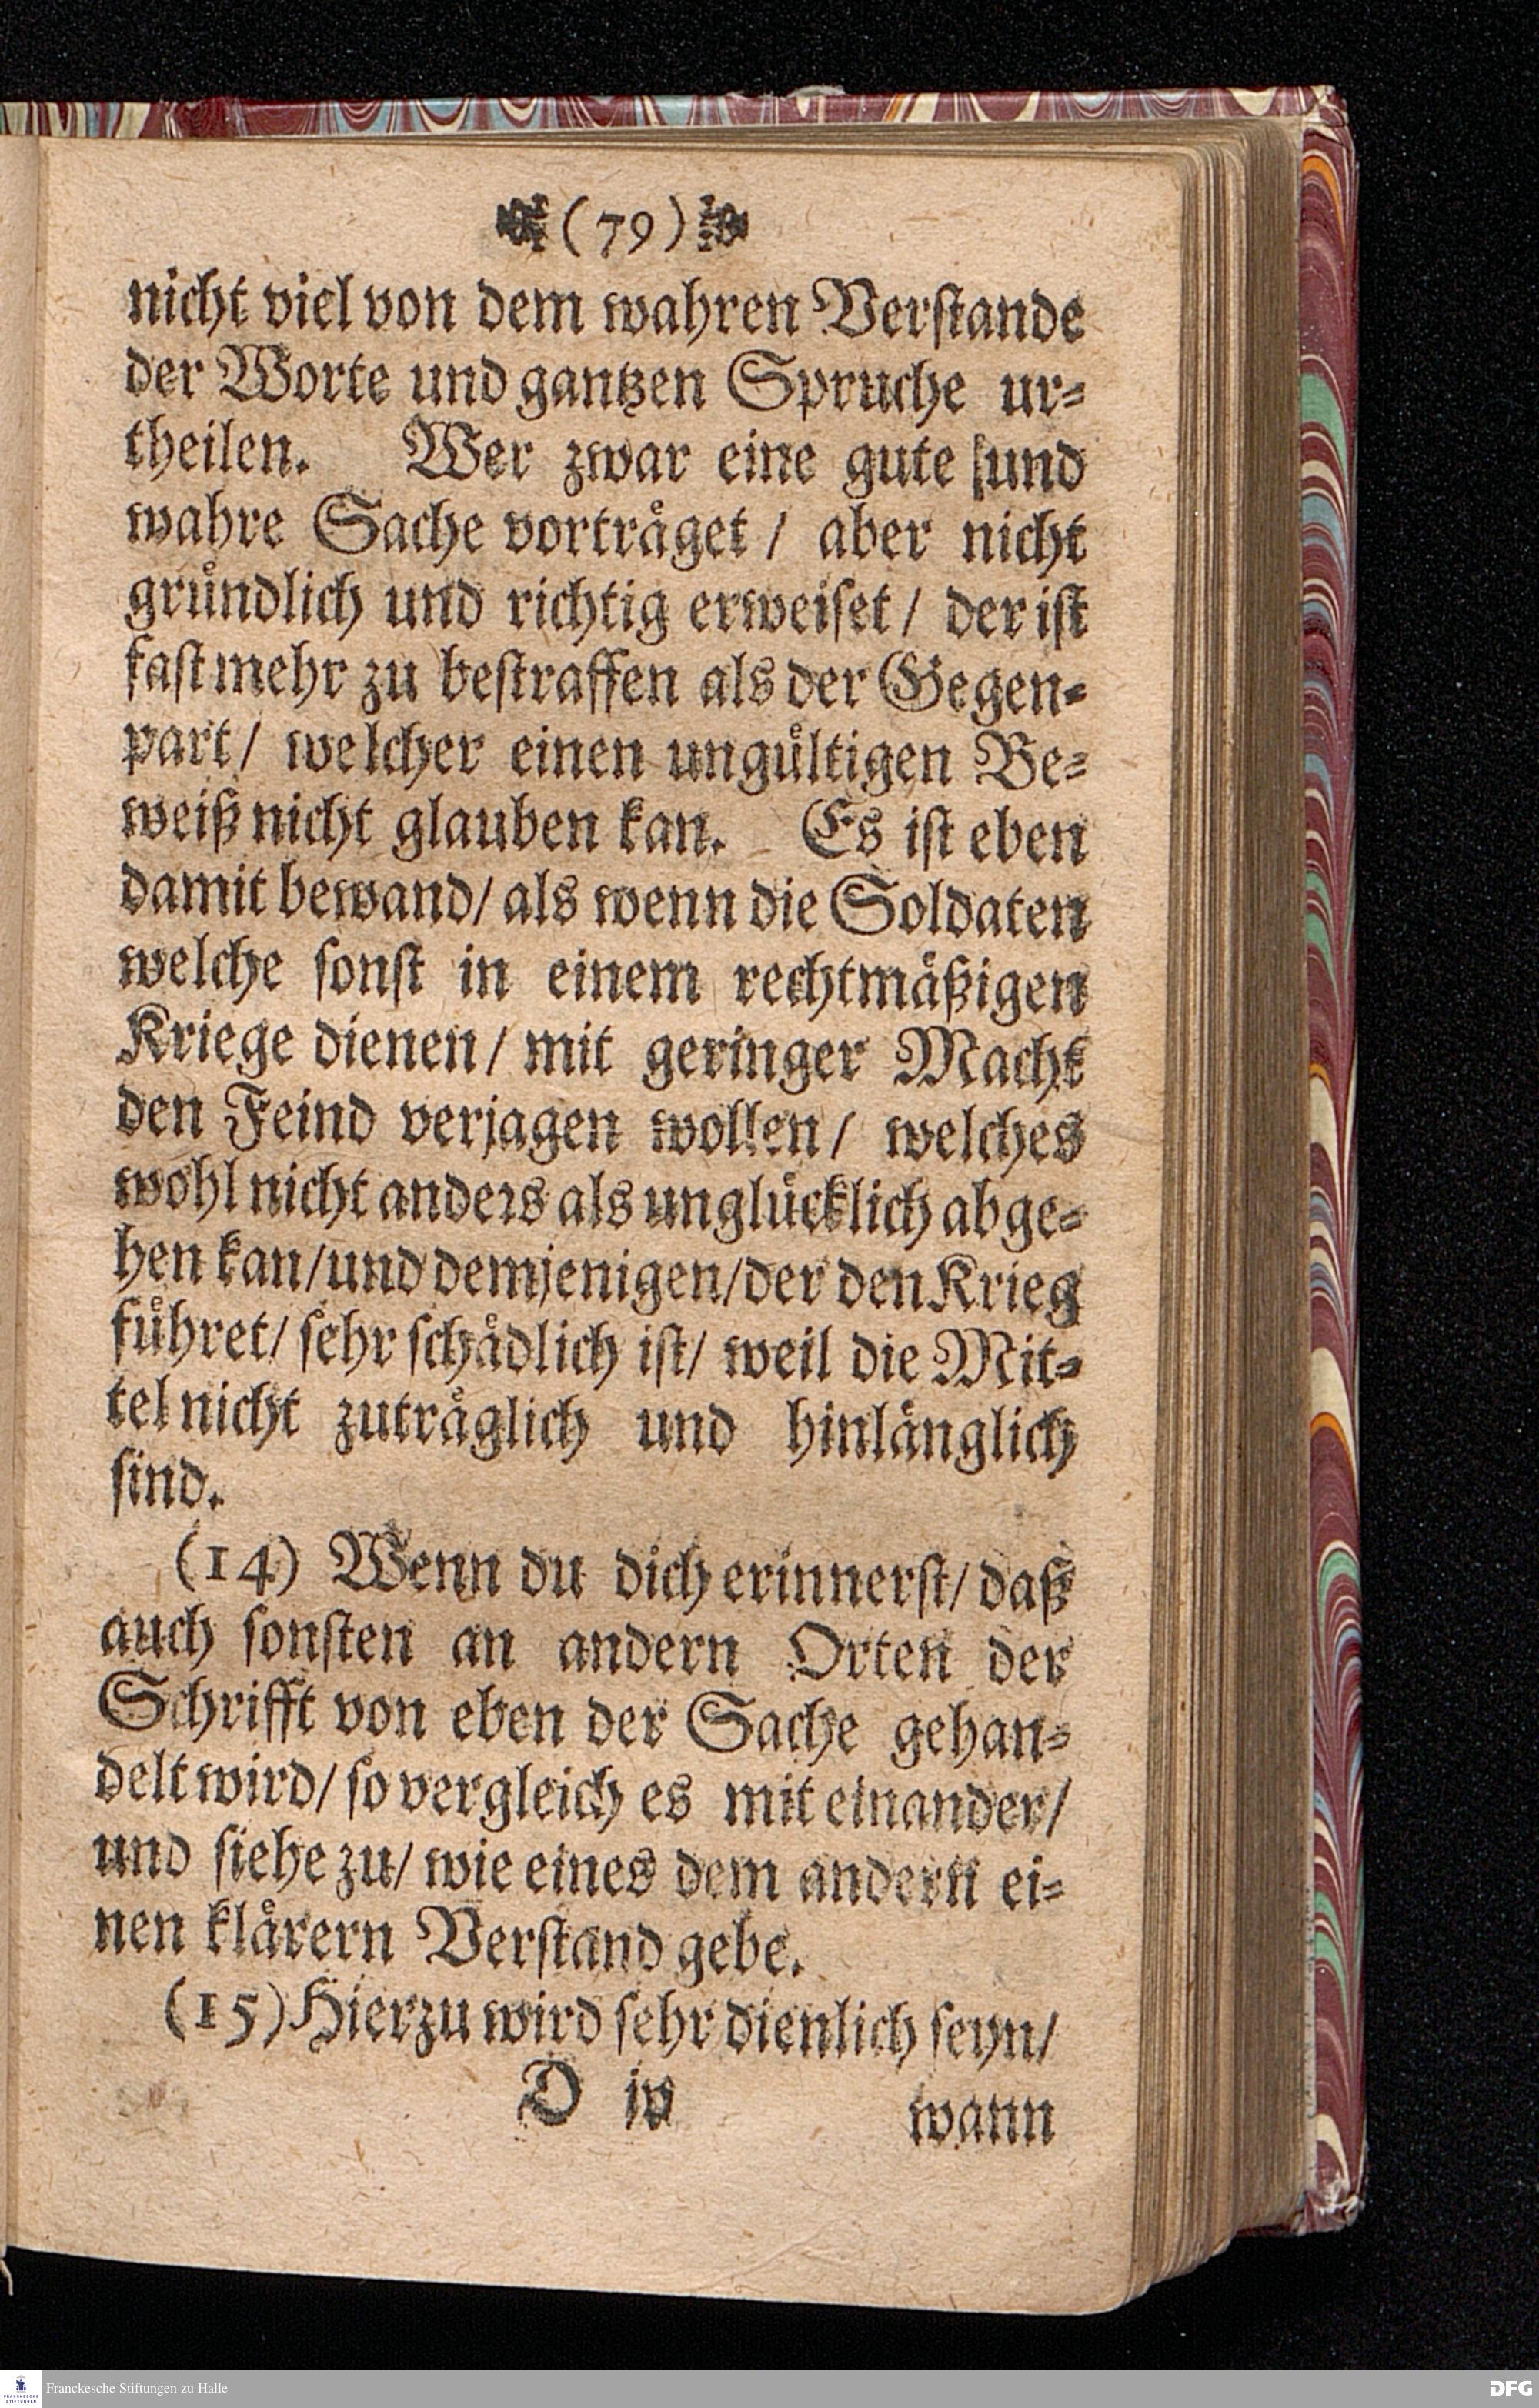 (79)
nicht viel von dem wahren Verstande
der Worte und gantzen Spruche ur⸗
theilen. Wer zwar eine gute und
wahre Sache vorträget / aber nicht
gründlich und richtig erweiset / der ist
fast mehr zu bestraffen als der Gegen⸗
part / welcher einen ungültigen Be⸗
weiß nicht glauben kan. Es ist eben
damit bewand / als wenn die Soldaten
welche sonst in einem rechtmäßigen
Kriege dienen / mit geringer Macht
den Feind verjagen wollen / welches
wohl nicht anders als unglücklich abge⸗
hen kan / und demjenigen / der den Krieg
führet / sehr schädlich ist / weil die Mit⸗
tel nicht zuträglich und hinlänglich
sind.
(14) Wenn du dich erinnerst / daß
auch sonsten an andern Orten der
Schrifft von eben der Sache gehan⸗
delt wird / so vergleich es mit einander /
und siehe zu / wie eines dem andern ei⸗
nen klärern Verstand gebe.
(15) Hierzu wird sehr dienlich seyn /
D iv wann
FRANCKESCHE STIFTUNGEN
Franckesche Stiftungen zu Halle
DFG